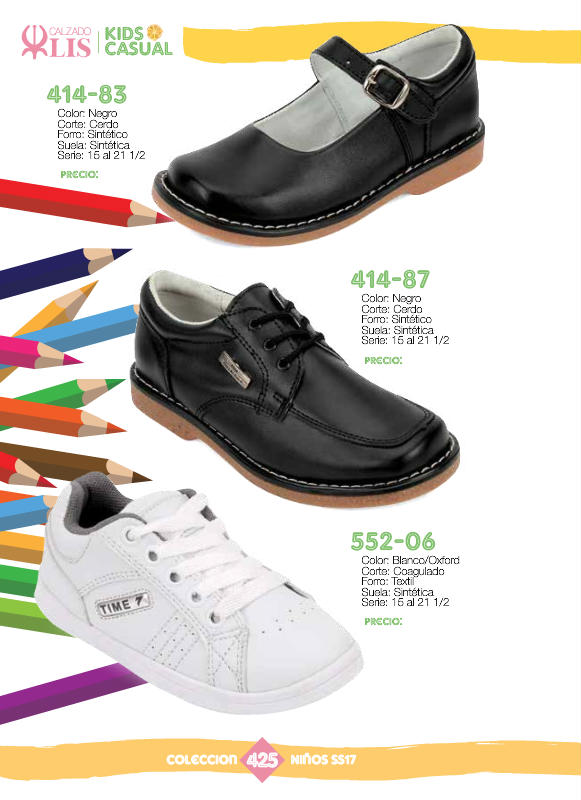 CALZADO
LIS
KIDS
CASUAL
414-83
Color: Negro
Corte: Cerdo
Forro: Sintético
Suela: Sintética
Serie: 15 al 21 1/2
PRECIO:
414-87
Color: Negro
Corte: Cerdo
Forro: Sintético
Suela: Sintética
Serie: 15 al 21 1/2
PRECIO:
552-06
Color: Blanco/Oxford
Corte: Coagulado
Forro: Textil
Suela: Sintética
Serie: 15 al 21 1/2
PRECIO:
TIME 7
COLECCION 425 NIÑOS SS17